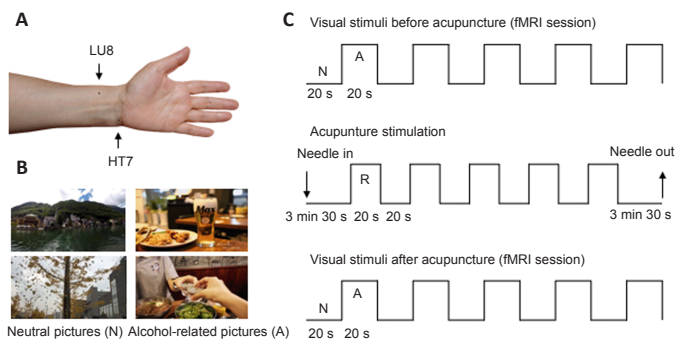 A
LU8
HT7
B
Neutral pictures (N) Alcohol-related pictures (A)
C
Visual stimuli before acupuncture (fMRI session)
A
N
20 s
20 s
Acupunture stimulation
Needle in
Needle out
R
3 min 30 s 20 s 20 s
3 min 30 s
Visual stimuli after acupuncture (fMRI session)
A
N
20 s
20 s